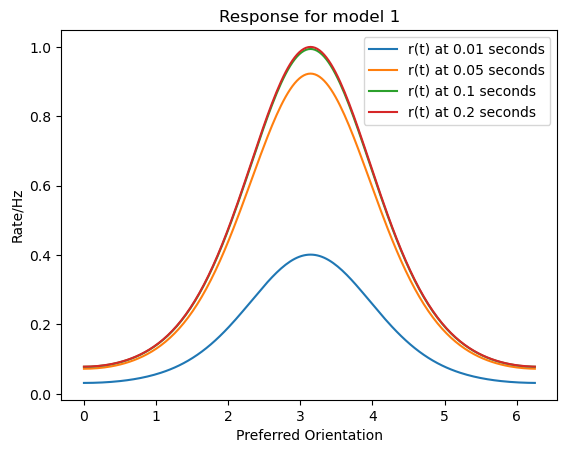 Response for model 1
r(t) at 0.01 seconds
r(t) at 0.05 seconds
r(t) at 0.1 seconds
r(t) at 0.2 seconds
Rate/Hz
1.0
0.8
0.6
0.4
0.2
0.0
0 1 2 3 4 5 6
Preferred Orientation